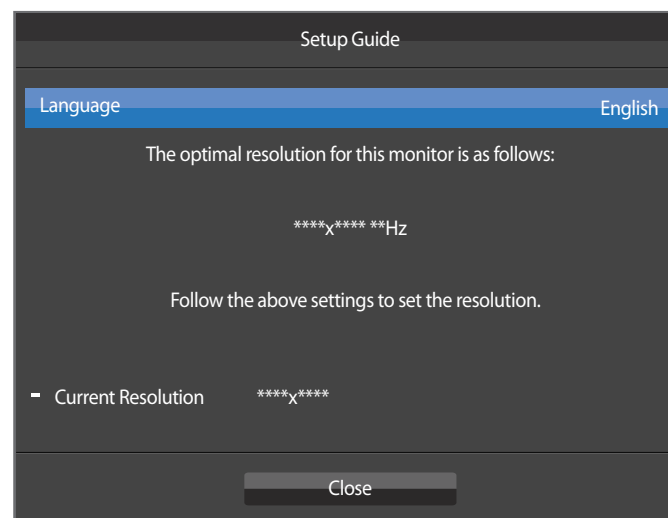 Setup Guide
Language English
The optimal resolution for this monitor is as follows:
****x**** **Hz
Follow the above settings to set the resolution.
- Current Resolution ****x****
Close